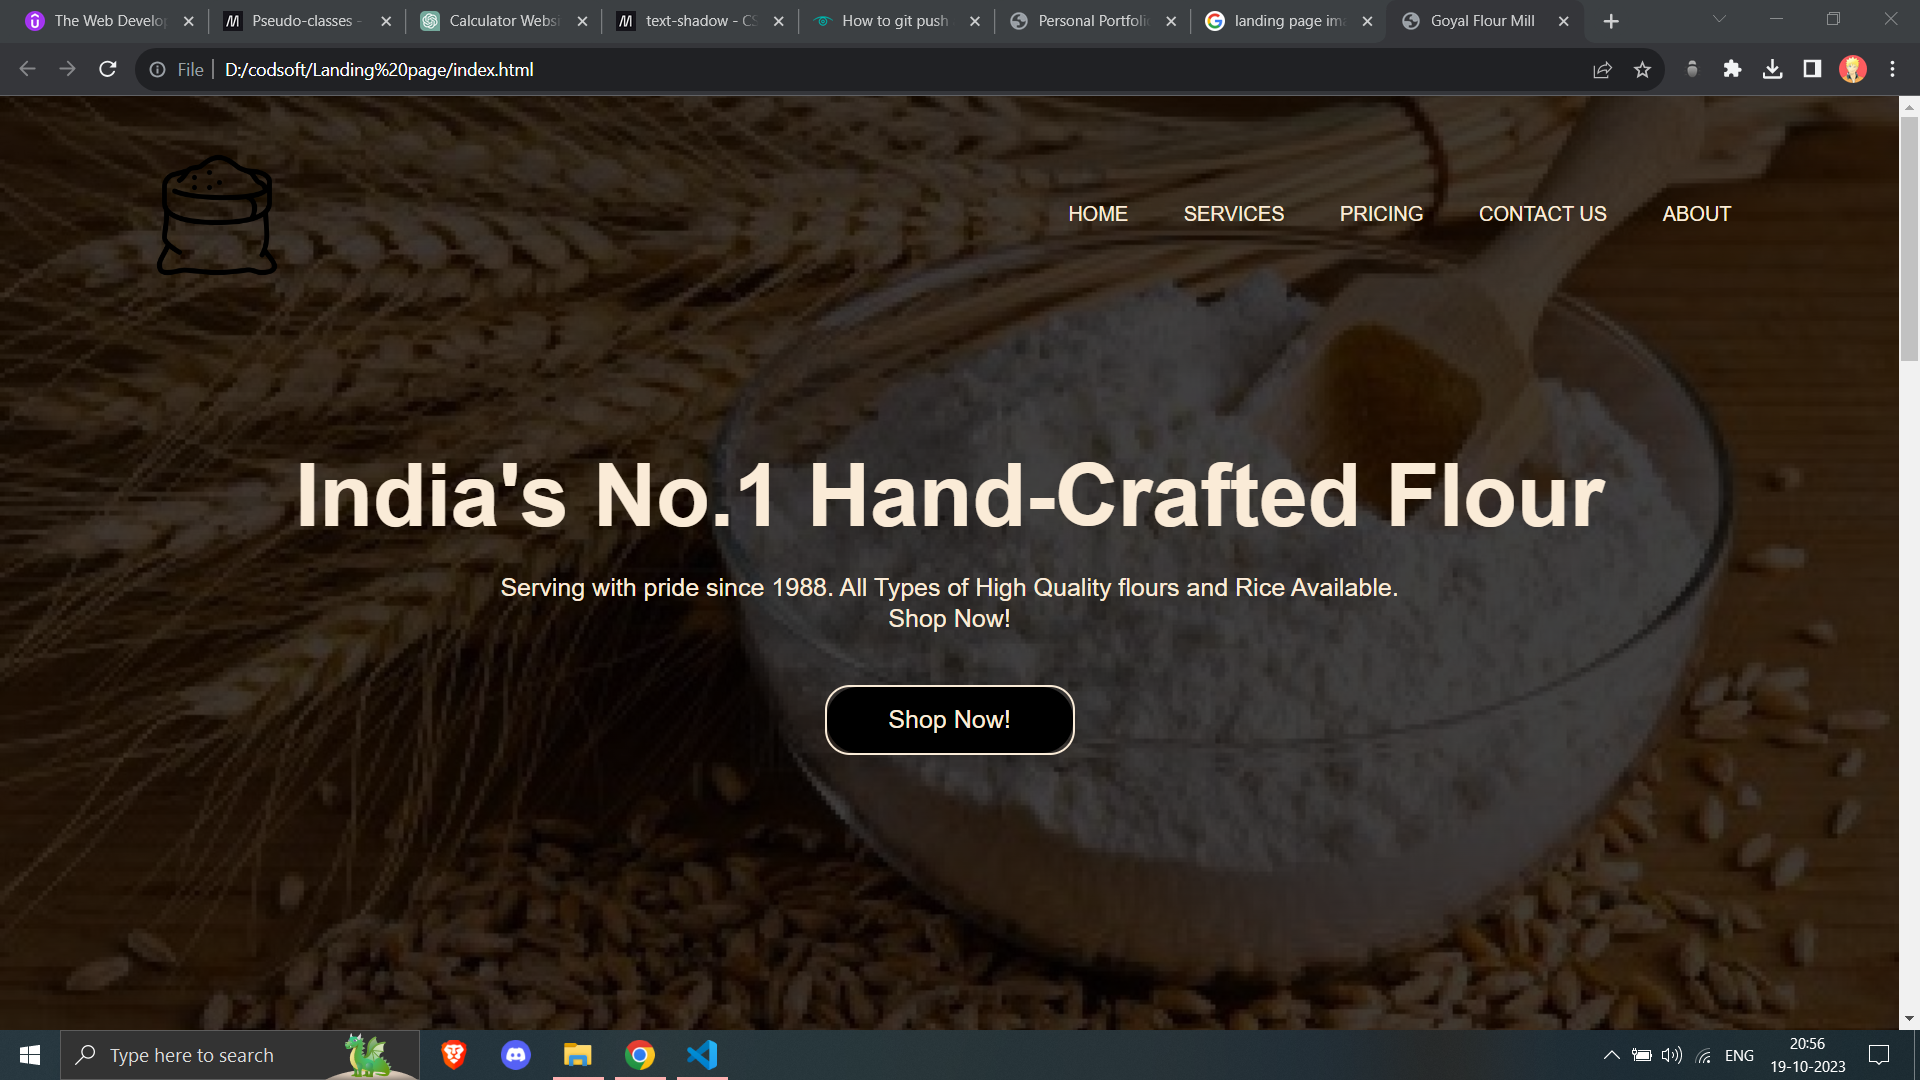 The Web Develop
Pseudo-classes -
Calculator Websi
text-shadow - CS
How to git push
Personal Portfoli
landing page ima
Goyal Flour Mill
File
D:/codsoft/Landing%20page/index.html
HOME SERVICES PRICING CONTACT US ABOUT
India's No.1 Hand-Crafted Flour
Serving with pride since 1988. All Types of High Quality flours and Rice Available.
Shop Now!
Shop Now!
Type here to search
ENG
20:56
19-10-2023